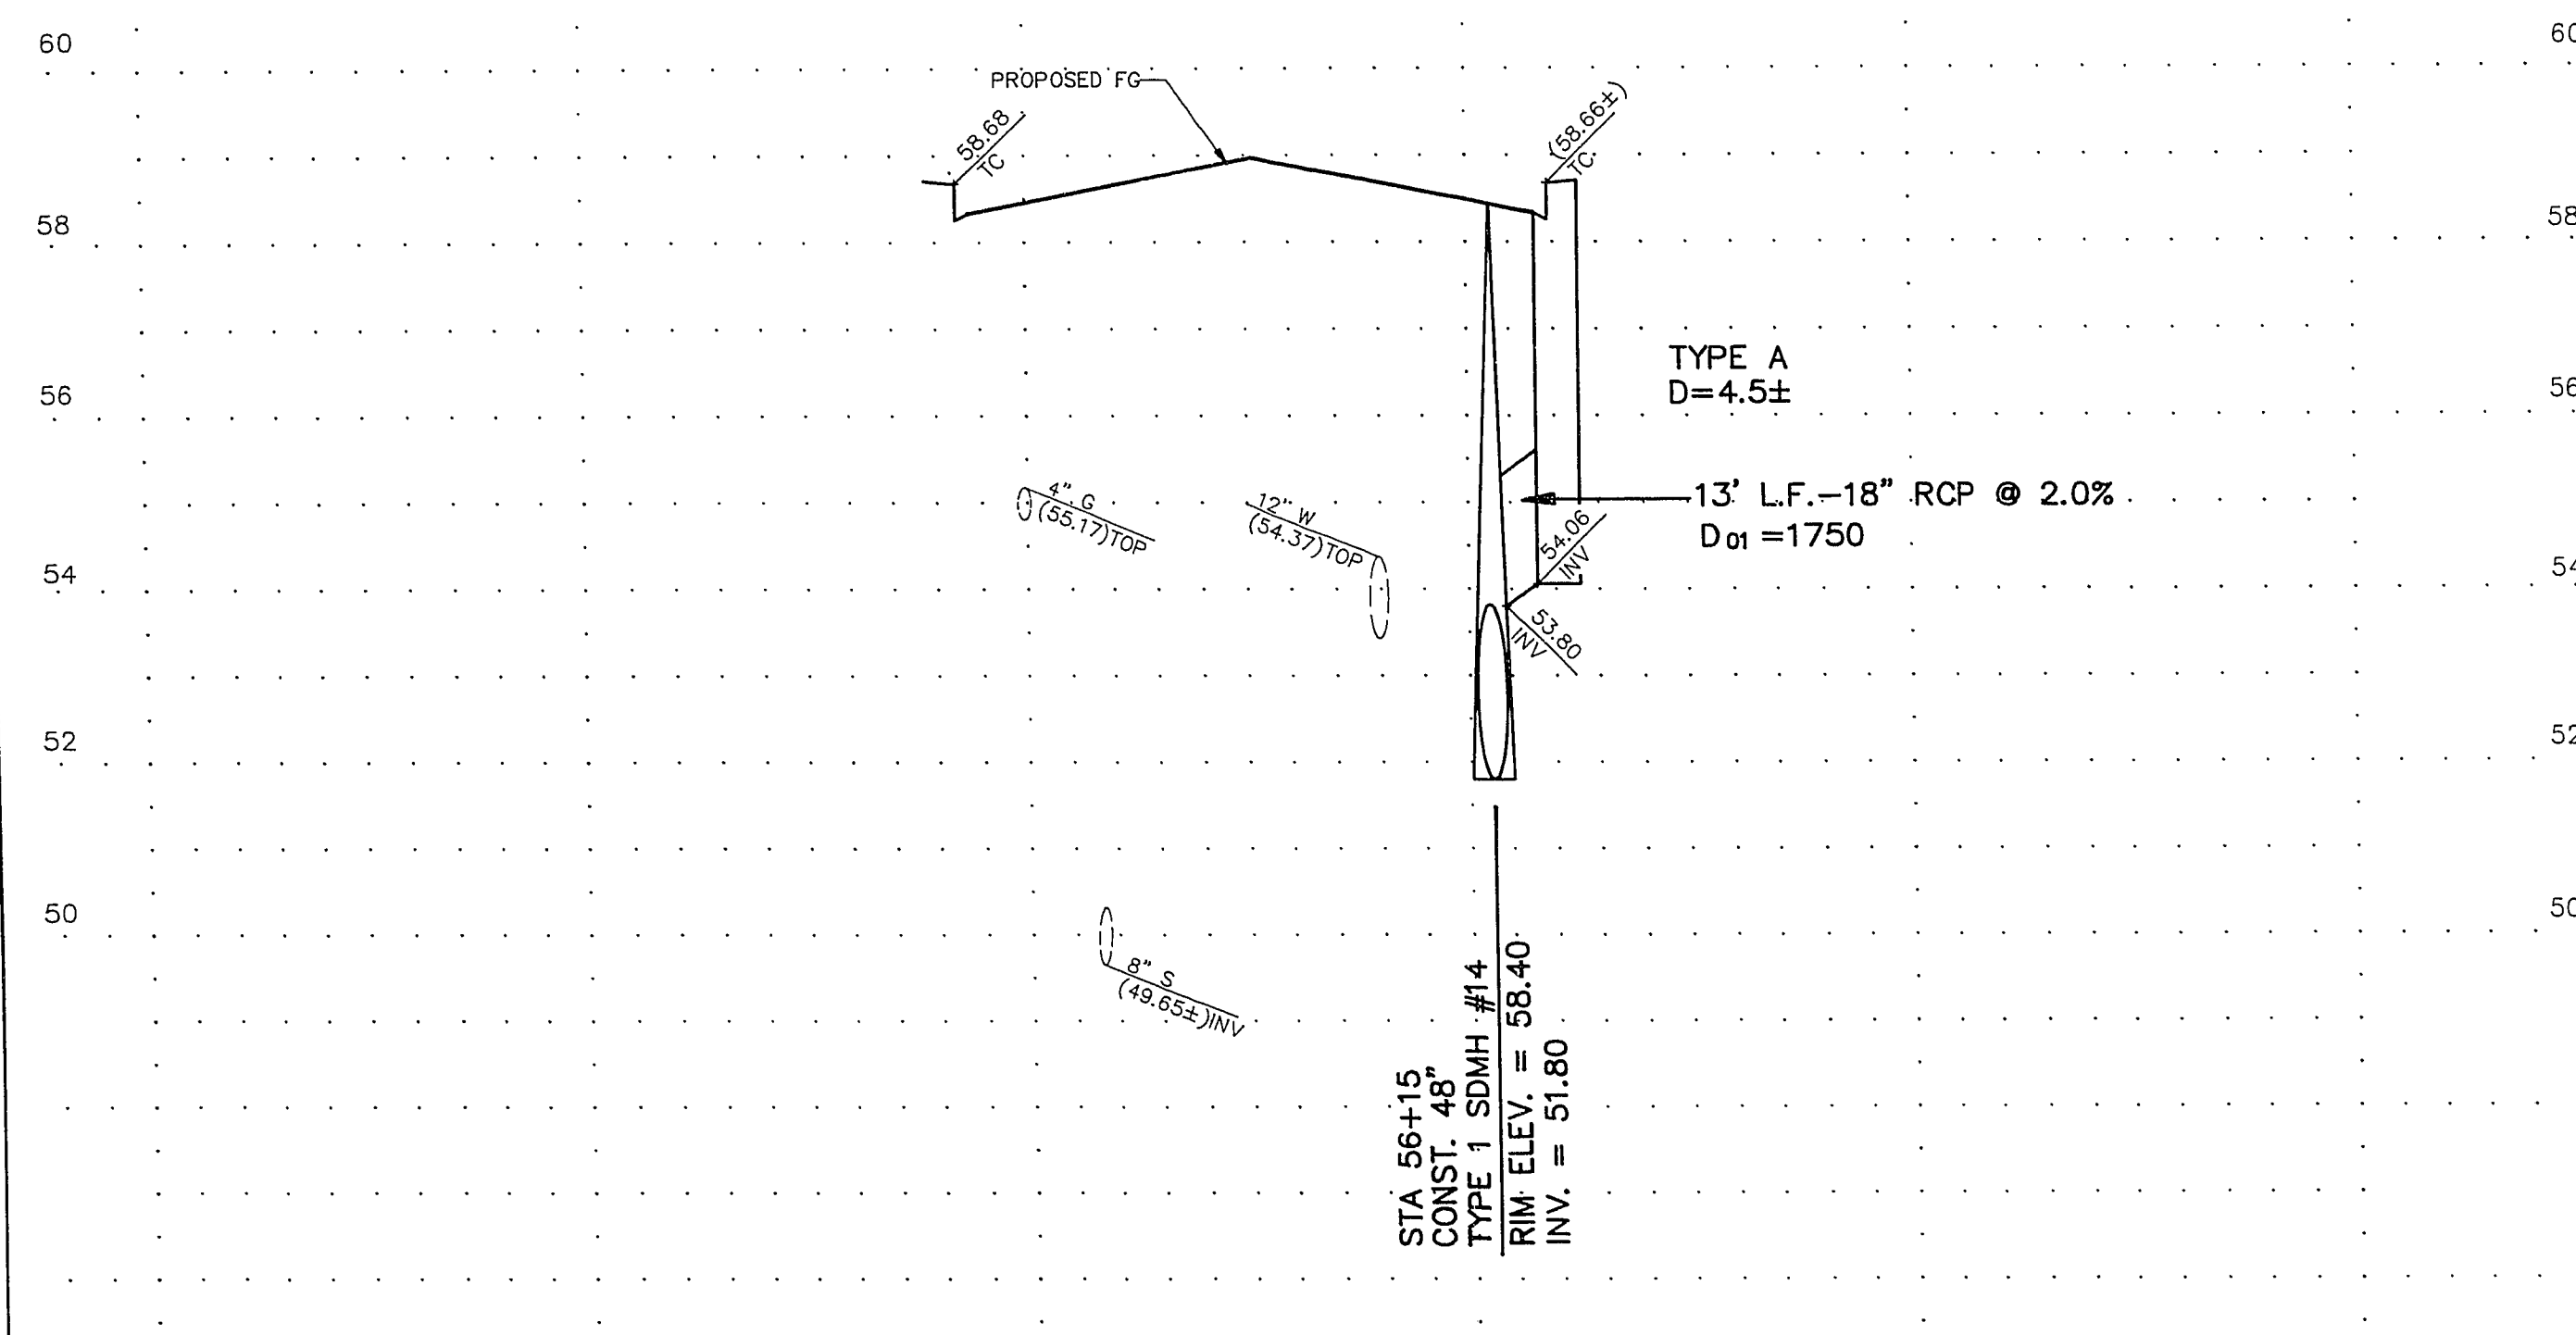 60
60
PROPOSED FG
58.68
TC
(58.66±)
TC
58
58
TYPE A
D=4.5±
56
56
4" G
(55.17)TOP
12" W
(54.37)TOP
13' L.F.-18" RCP @ 2.0%
D01 =1750
54.06
INV
54
54
53.80
INV
52
52
50
50
8" S
(49.65±)INV
STA 56+15
CONST. 48"
TYPE 1 SDMH #14
RIM ELEV. = 58.40
INV. = 51.80